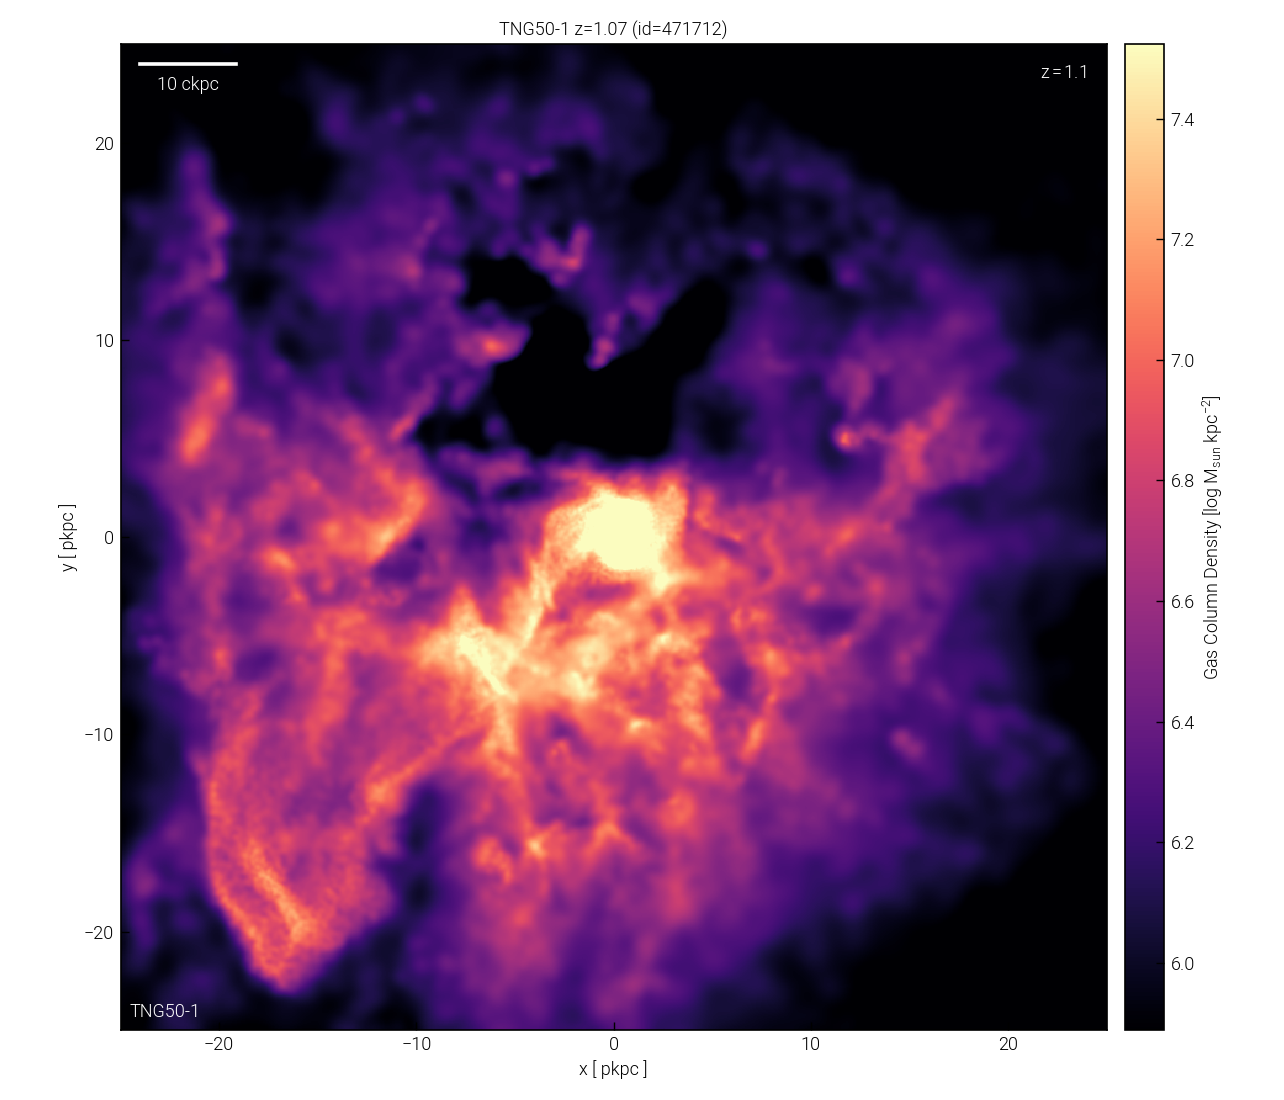 TNG50-1 z=1.07 (id=471712)
10 ckpc
z=1.1
TNG50-1
20
10
0
−10
−20
y [ pkpc ]
−20
−10
0
10
20
x [ pkpc ]
7.4
7.2
7.0
6.8
6.6
6.4
6.2
6.0
Gas Column Density [log M_sun kpc⁻²]